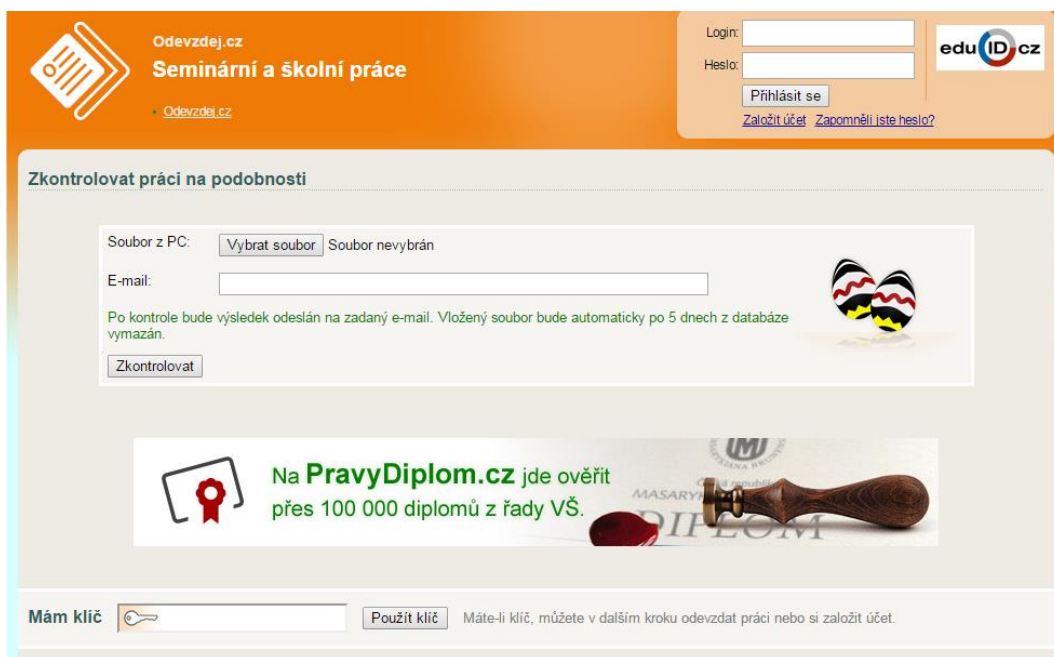 Odevzdej.cz
Seminární a školní práce
Odevzdej.cz
Login:
Heslo:
Přihlásit se
Založit účet Zapomněli jste heslo?
edu ID cz
Zkontrolovat práci na podobnosti
Soubor z PC: Vybrat soubor Soubor nevybrán
E-mail:
Po kontrole bude výsledek odeslán na zadaný e-mail. Vložený soubor bude automaticky po 5 dnech z databáze
vymazán.
Zkontrolovat
Na PravyDiplom.cz jde ověřit
přes 100 000 diplomů z řady VŠ.
MASARY
DIPLOM
Mám klíč Použít klíč Máte-li klíč, můžete v dalším kroku odevzdat práci nebo si založit účet.